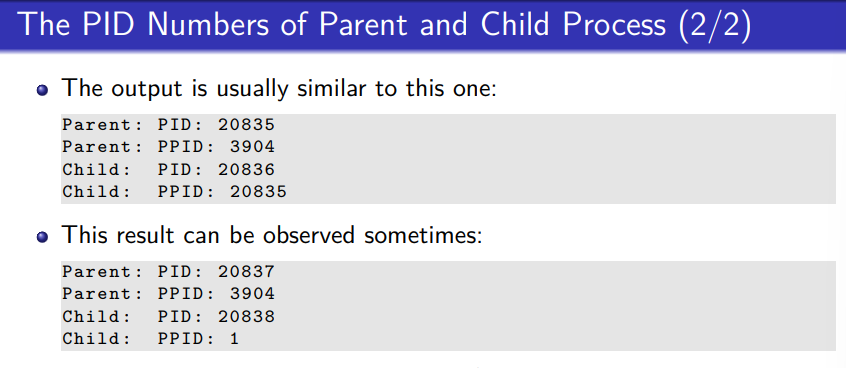 The PID Numbers of Parent and Child Process (2/2)
The output is usually similar to this one:
Parent: PID: 20835
Parent: PPID: 3904
Child: PID: 20836
Child: PPID: 20835
This result can be observed sometimes:
Parent: PID: 20837
Parent: PPID: 3904
Child: PID: 20838
Child: PPID: 1